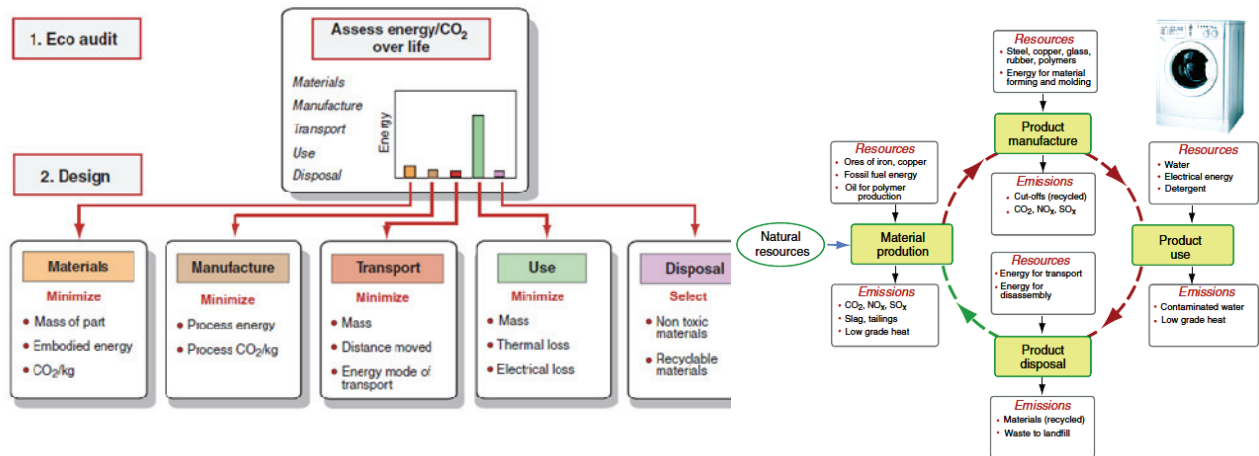 1. Eco audit
Assess energy/CO₂
over life
Materials
Manufacture
Transport
Use
Disposal
Energy
2. Design
Materials
Minimize
• Mass of part
• Embodied energy
• CO₂/kg
Manufacture
Minimize
• Process energy
• Process CO₂/kg
Transport
Minimize
• Mass
• Distance moved
• Energy mode of
transport
Use
Minimize
• Mass
• Thermal loss
• Electrical loss
Disposal
Select
• Non toxic
materials
• Recyclable
materials
Resources
• Steel, copper, glass,
rubber, polymers
• Energy for material
forming and molding
Product
manufacture
Emissions
• Cut-offs (recycled)
• CO₂, NOₓ, SOₓ
Resources
• Ores of iron, copper
• Fossil fuel energy
• Oil for polymer
production
Natural
resources
Material
prodution
Emissions
• CO₂, NOₓ, SOₓ
• Slag, tailings
• Low grade heat
Resources
• Water
• Electrical energy
• Detergent
Product
use
Emissions
• Contaminated water
• Low grade heat
Resources
• Energy for transport
• Energy for
disassembly
Product
disposal
Emissions
• Materials (recycled)
• Waste to landfill